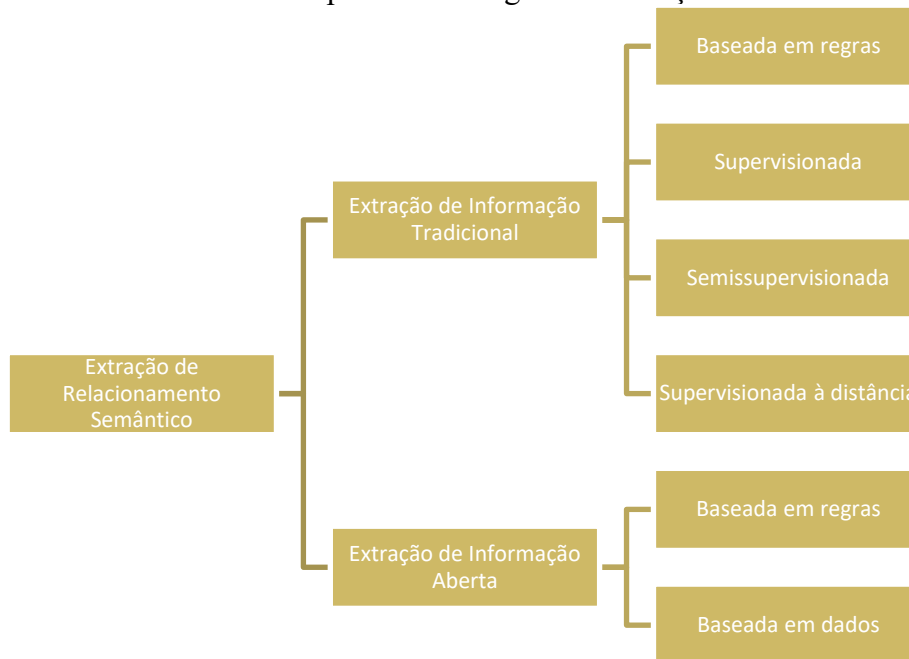 Baseada em regras
Supervisionada
Extração de Informação
Tradicional
Semissupervisionada
Extração de
Relacionamento
Semântico
Supervisionada à distância
Baseada em regras
Extração de Informação
Aberta
Baseada em dados